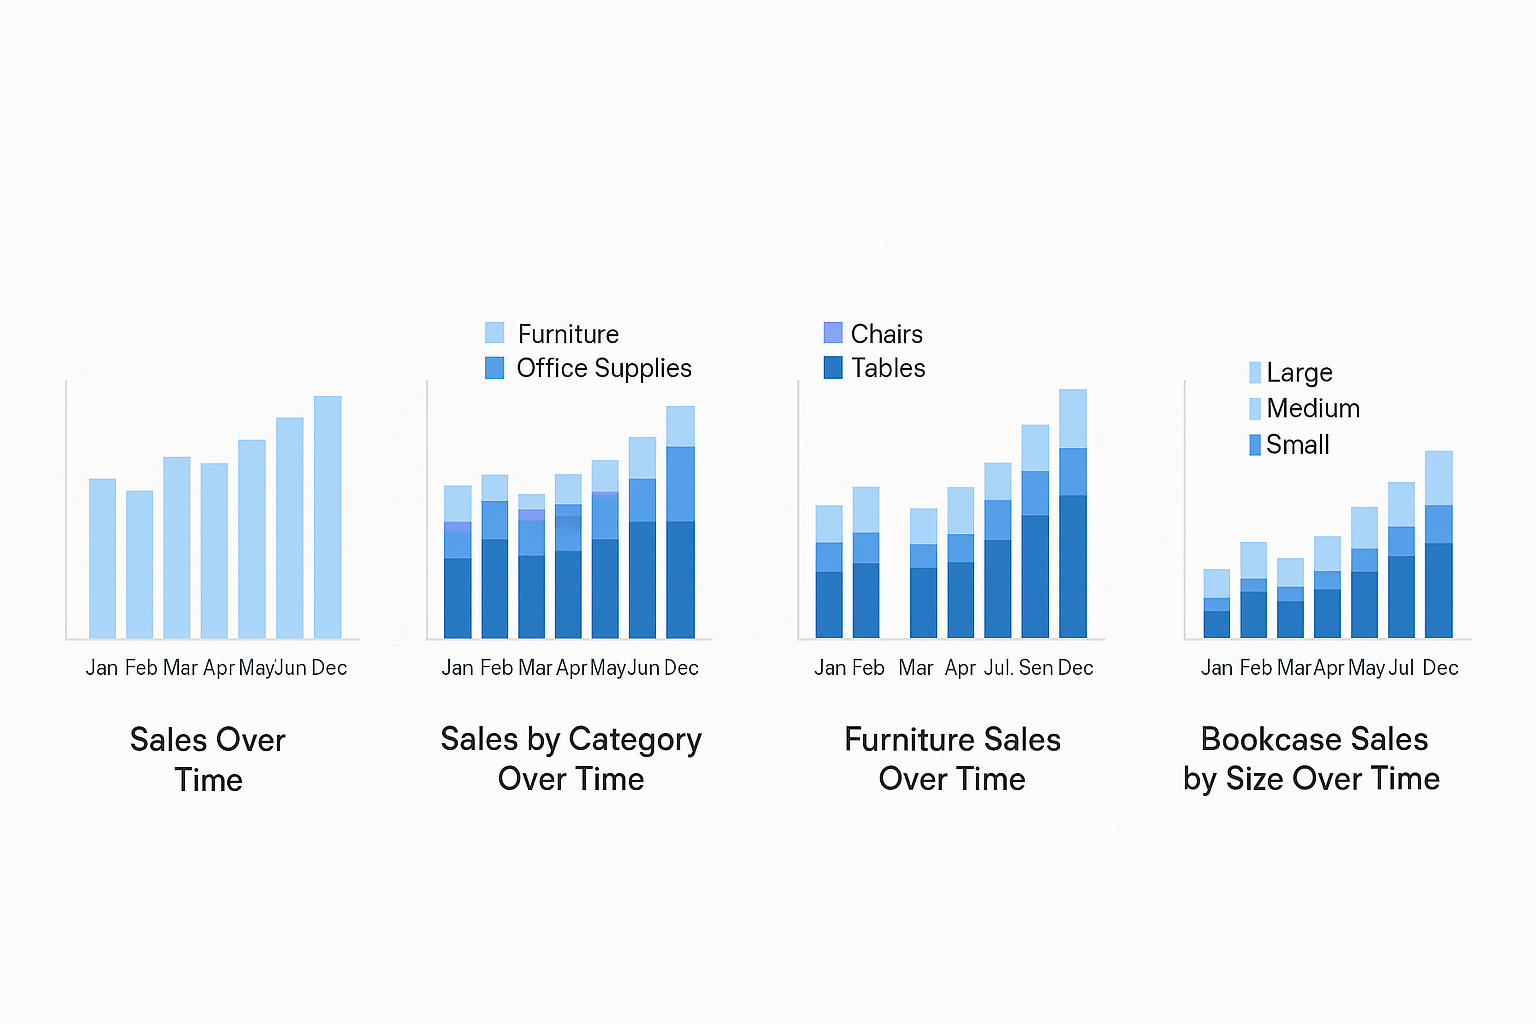 Furniture
Office Supplies
Chairs
Tables
Large
Medium
Small
Jan Feb Mar Apr May Jun Dec
Jan Feb Mar Apr May Jun Dec
Jan Feb Mar Apr Jul. Sen Dec
Jan Feb Mar Apr May Jul Dec
Sales Over
Time
Sales by Category
Over Time
Furniture Sales
Over Time
Bookcase Sales
by Size Over Time